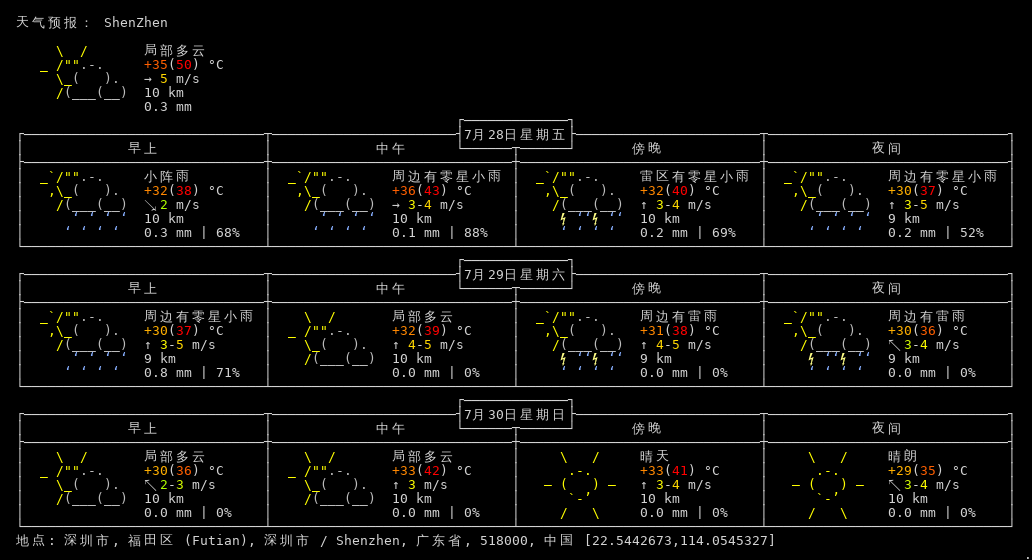 天气预报： ShenZhen
局部多云
+35(50) °C
→ 5 m/s
10 km
0.3 mm
7月28日星期五
早上 中午 傍晚 夜间
小阵雨 周边有零星小雨 雷区有零星小雨 周边有零星小雨
+32(38) °C +36(43) °C +32(40) °C +30(37) °C
↘ 2 m/s → 3-4 m/s ↑ 3-4 m/s ↑ 3-5 m/s
10 km 10 km 10 km 9 km
0.3 mm | 68% 0.1 mm | 88% 0.2 mm | 69% 0.2 mm | 52%
7月29日星期六
早上 中午 傍晚 夜间
周边有零星小雨 局部多云 周边有雷雨 周边有雷雨
+30(37) °C +32(39) °C +31(38) °C +30(36) °C
↑ 3-5 m/s ↑ 4-5 m/s ↑ 4-5 m/s ↖ 3-4 m/s
9 km 10 km 9 km 9 km
0.8 mm | 71% 0.0 mm | 0% 0.0 mm | 0% 0.0 mm | 0%
7月30日星期日
早上 中午 傍晚 夜间
局部多云 局部多云 晴天 晴朗
+30(36) °C +33(42) °C +33(41) °C +29(35) °C
↖ 2-3 m/s ↑ 3 m/s ↑ 3-4 m/s ↖ 3-4 m/s
10 km 10 km 10 km 10 km
0.0 mm | 0% 0.0 mm | 0% 0.0 mm | 0% 0.0 mm | 0%
地点: 深圳市, 福田区 (Futian), 深圳市 / Shenzhen, 广东省, 518000, 中国 [22.5442673,114.0545327]